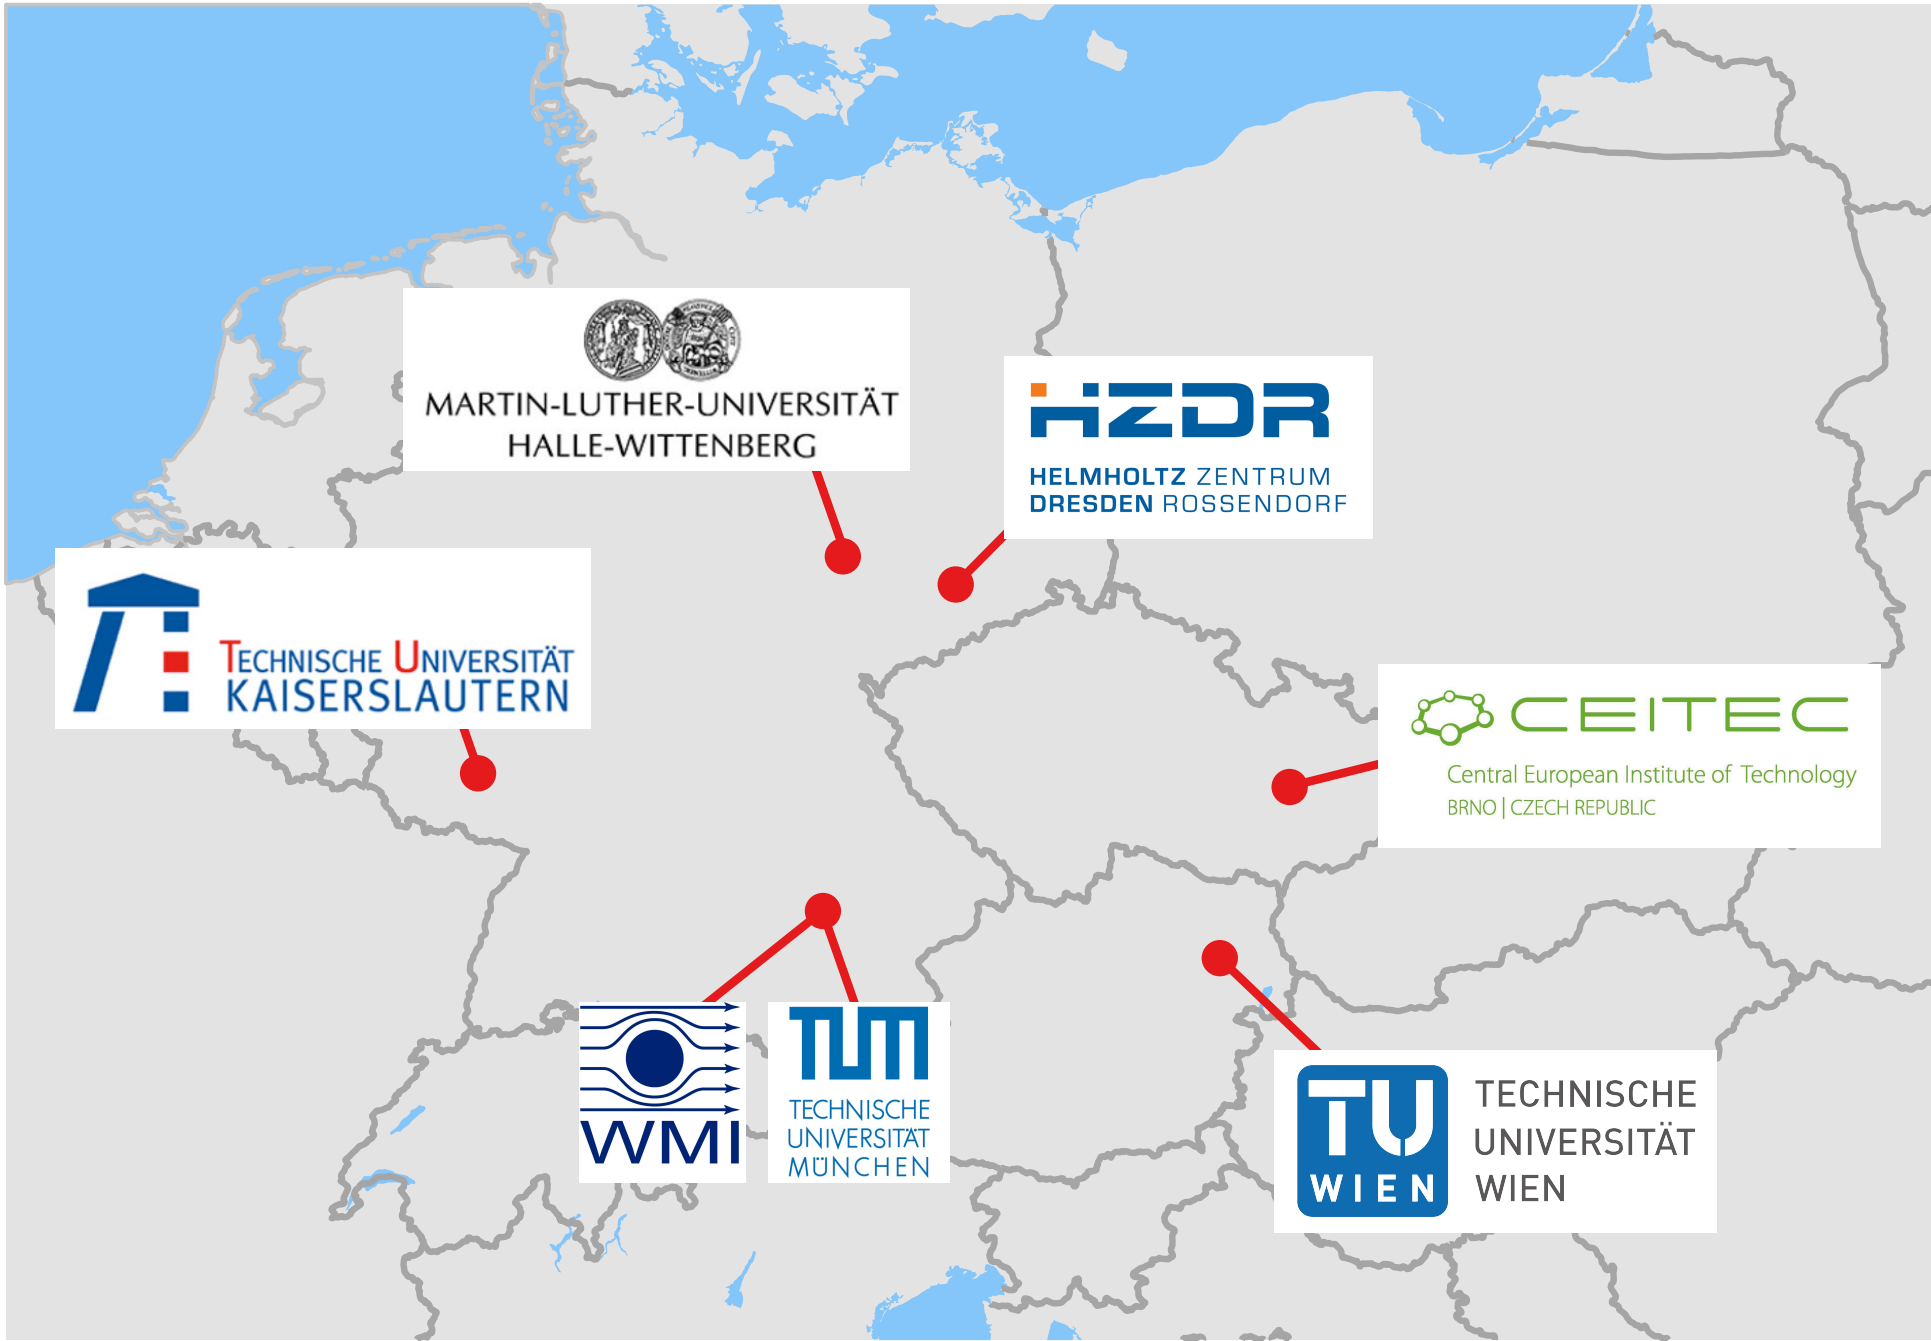 MARTIN-LUTHER-UNIVERSITÄT
HALLE-WITTENBERG
HZDR
HELMHOLTZ ZENTRUM
DRESDEN ROSSENDORF
TECHNISCHE UNIVERSITÄT
KAISERSLAUTERN
CEITEC
Central European Institute of Technology
BRNO | CZECH REPUBLIC
WMI
TUM
TECHNISCHE
UNIVERSITÄT
MÜNCHEN
TU
WIEN
TECHNISCHE
UNIVERSITÄT
WIEN